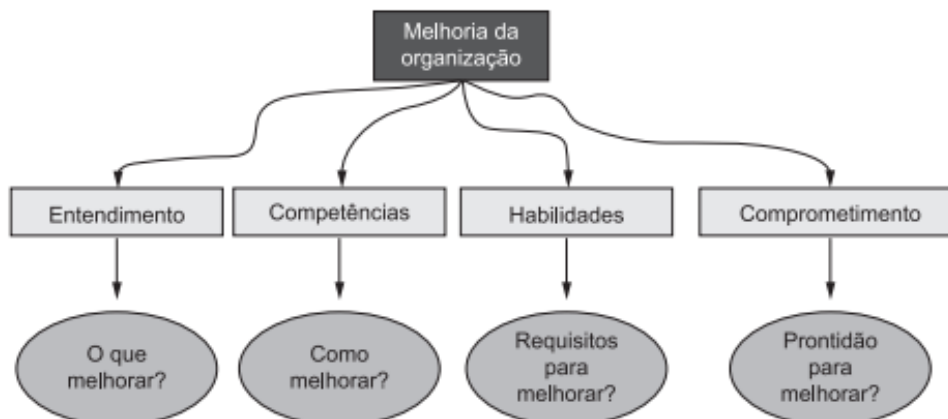 Melhoria da
organização
Entendimento
Competências
Habilidades
Comprometimento
O que
melhorar?
Como
melhorar?
Requisitos
para
melhorar?
Prontidão
para
melhorar?